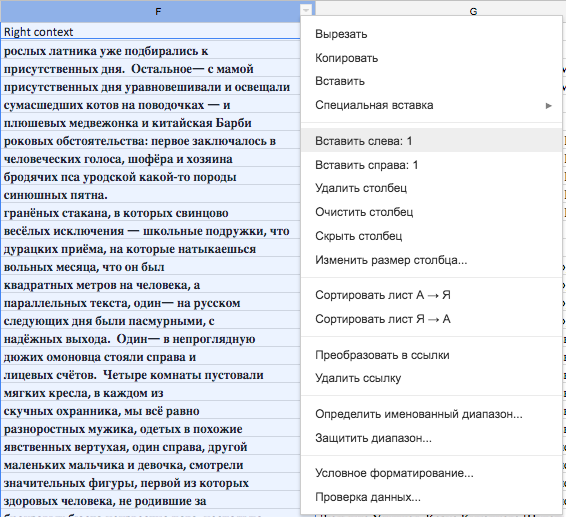 F
G
Right context
рослых латника уже подбирались к
присутственных дня.  Остальное— с мамой
присутственных дня уравновешивали и освещали
сумасшедших котов на поводочках — и
плюшевых медвежонка и китайская Барби
роковых обстоятельства: первое заключалось в
человеческих голоса, шофёра и хозяина
бродячих пса уродской какой-то породы
синюшных пятна.
гранёных стакана, в которых свинцово
весёлых исключения — школьные подружки, что
дурацких приёма, на которые натыкаешься
вольных месяца, что он был
квадратных метров на человека, а
параллельных текста, один— на русском
следующих дня были пасмурными, с
надёжных выхода.  Один— в непроглядную
дюжих омоновца стояли справа и
лицевых счётов.  Четыре комнаты пустовали
мягких кресла, в каждом из
скучных охранника, мы всё равно
разноростных мужика, одетых в похожие
явственных вертухая, один справа, другой
маленьких мальчика и девочка, смотрели
значительных фигуры, первой из которых
здоровых человека, не родившие за
Вырезать
Копировать
Вставить
Специальная вставка
Вставить слева: 1
Вставить справа: 1
Удалить столбец
Очистить столбец
Скрыть столбец
Изменить размер столбца...
Сортировать лист А → Я
Сортировать лист Я → А
Преобразовать в ссылки
Удалить ссылку
Определить именованный диапазон...
Защитить диапазон...
Условное форматирование...
Проверка данных...